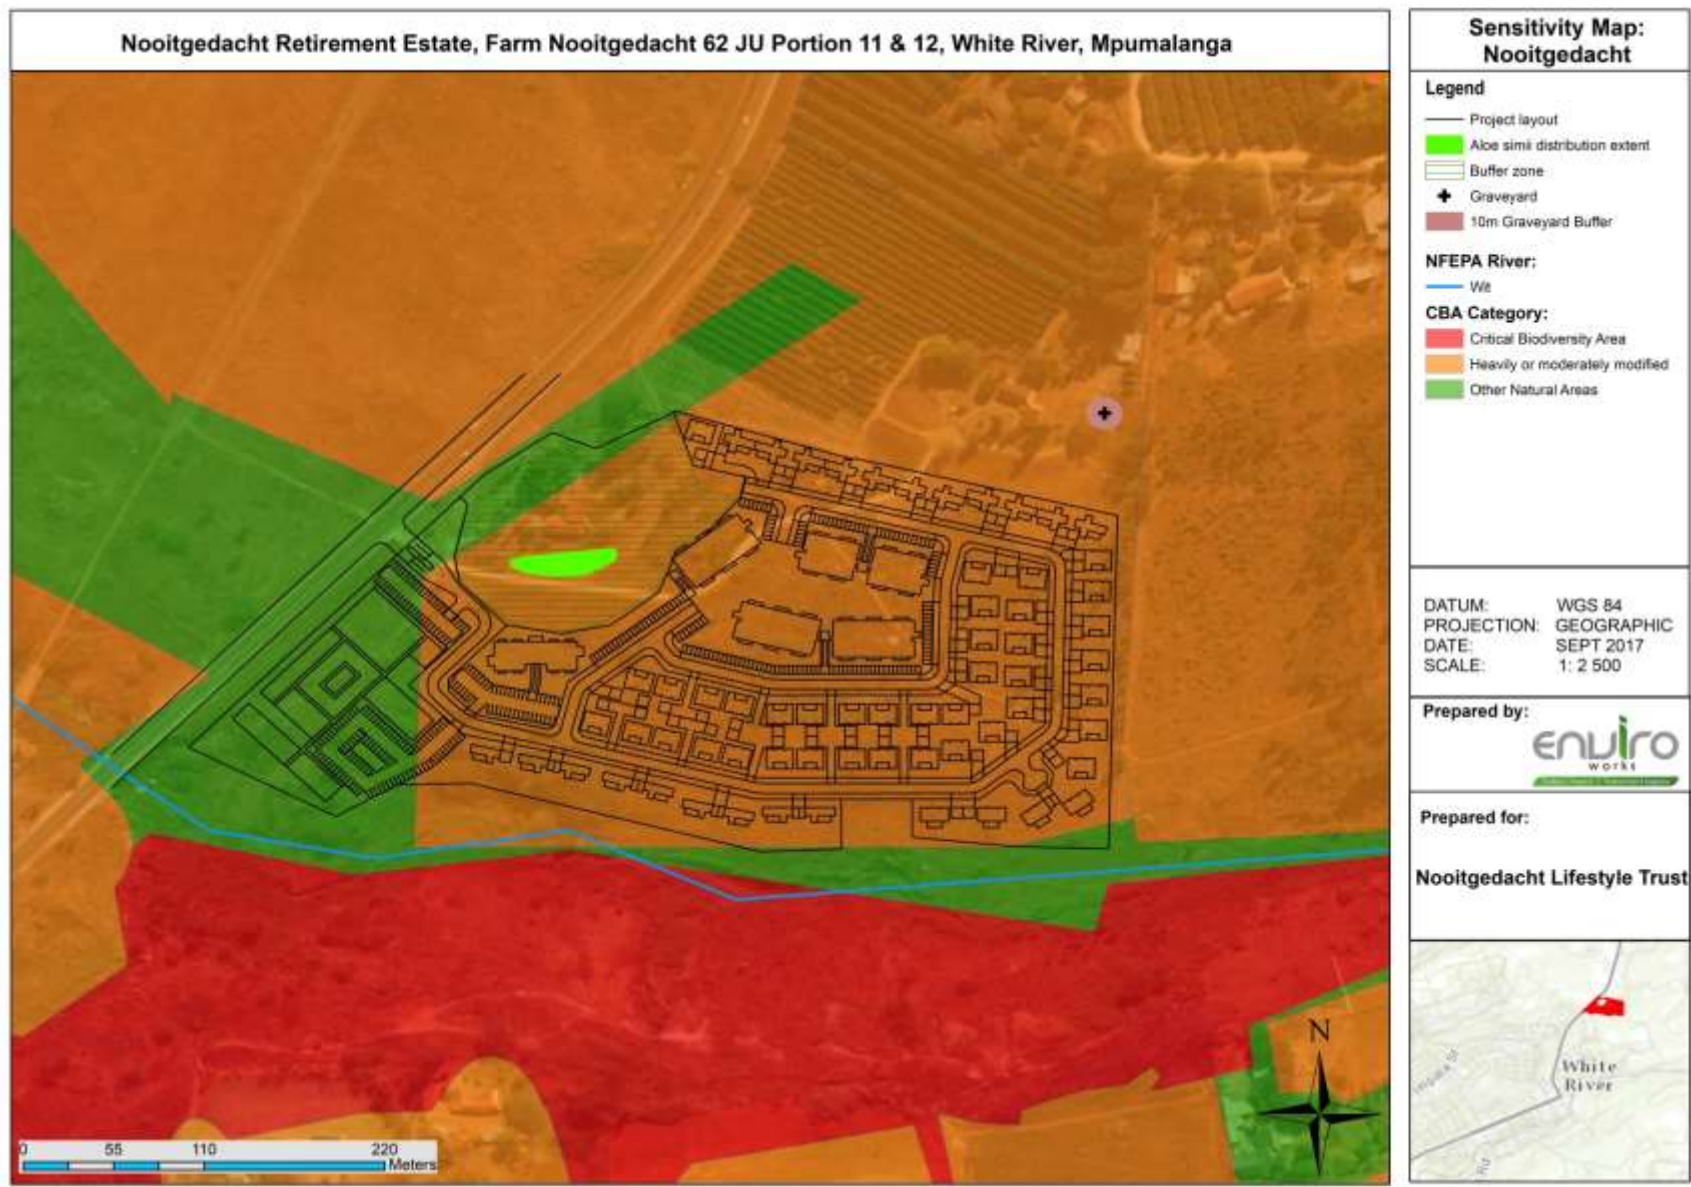 Nooitgedacht Retirement Estate, Farm Nooitgedacht 62 JU Portion 11 & 12, White River, Mpumalanga
Sensitivity Map:
Nooitgedacht
Legend
Project layout
Aloe simii distribution extent
Buffer zone
Graveyard
10m Graveyard Buffer
NFEPA River:
Wit
CBA Category:
Critical Biodiversity Area
Heavily or moderately modified
Other Natural Areas
DATUM: WGS 84
PROJECTION: GEOGRAPHIC
DATE: SEPT 2017
SCALE: 1: 2 500
Prepared by:
enviro
works
Prepared for:
Nooitgedacht Lifestyle Trust
White
River
Rd
N
0 55 110 220
Meters